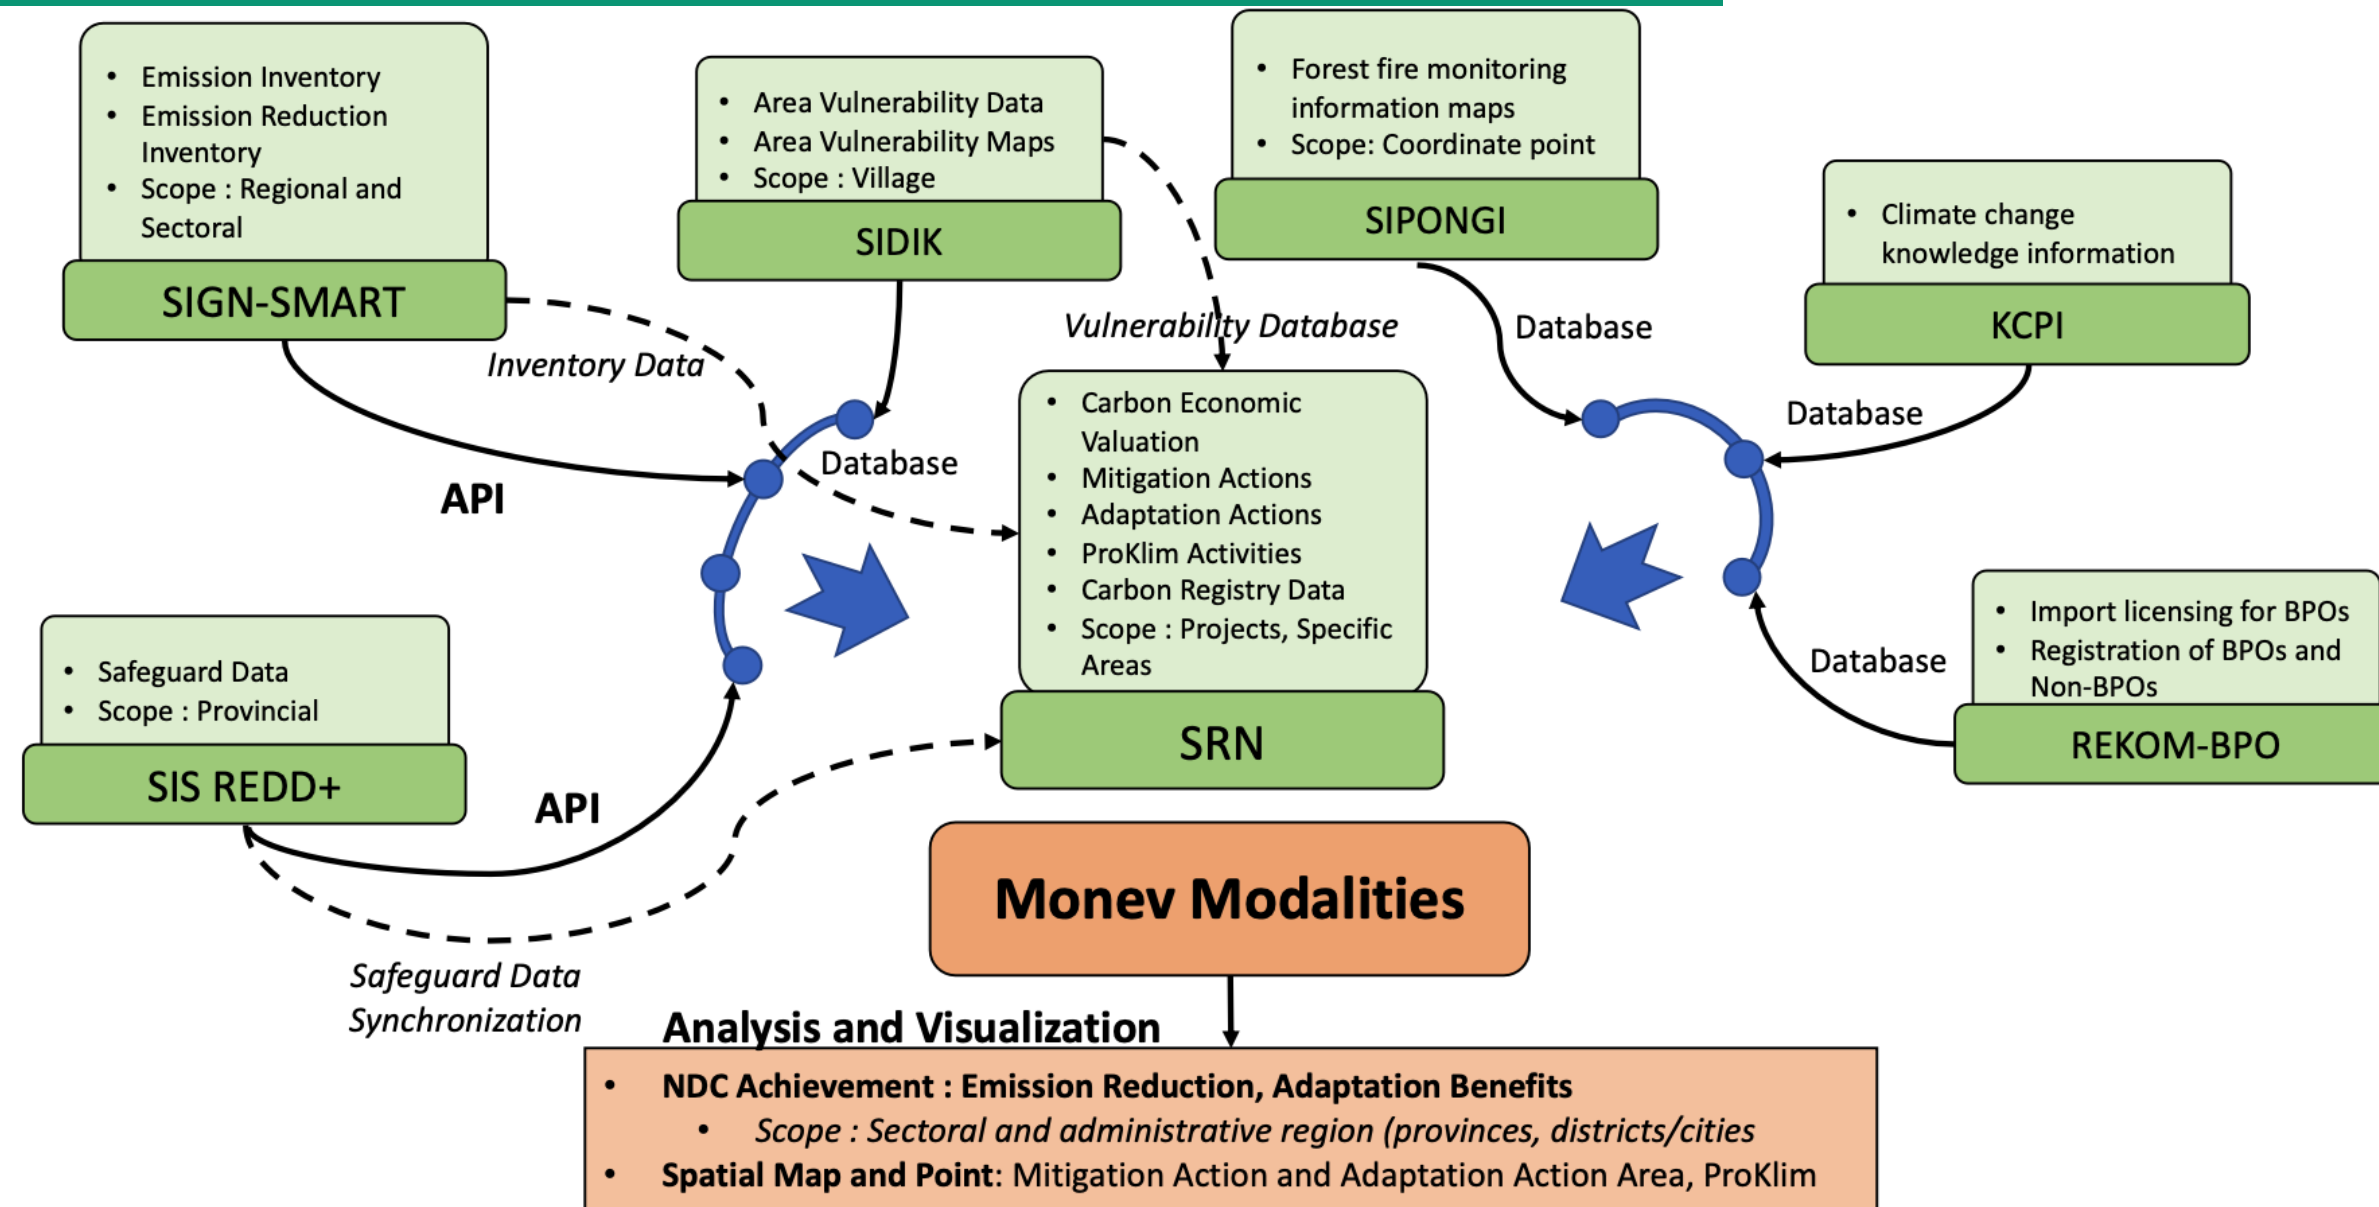 • Emission Inventory
• Emission Reduction
Inventory
• Scope : Regional and
Sectoral
SIGN-SMART
• Area Vulnerability Data
• Area Vulnerability Maps
• Scope : Village
SIDIK
• Forest fire monitoring
information maps
• Scope: Coordinate point
SIPONGI
• Climate change
knowledge information
KCPI
Inventory Data
Vulnerability Database
Database
Database
Database
API
• Carbon Economic
Valuation
• Mitigation Actions
• Adaptation Actions
• ProKlim Activities
• Carbon Registry Data
• Scope : Projects, Specific
Areas
SRN
• Safeguard Data
• Scope : Provincial
SIS REDD+
API
Database
• Import licensing for BPOs
• Registration of BPOs and
Non-BPOs
REKOM-BPO
Safeguard Data
Synchronization
Monev Modalities
Analysis and Visualization
• NDC Achievement : Emission Reduction, Adaptation Benefits
• Scope : Sectoral and administrative region (provinces, districts/cities
• Spatial Map and Point: Mitigation Action and Adaptation Action Area, ProKlim